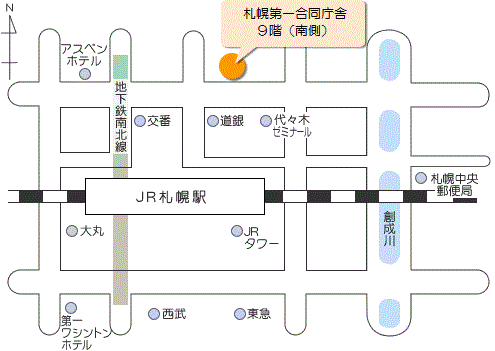 N
札幌第一合同庁舎
9階（南側）
アスペン
ホテル
地下鉄南北線
交番
道銀
代々木
ゼミナール
札幌中央
郵便局
JR札幌駅
創成川
大丸
JR
タワー
第一
ワシントン
ホテル
西武
東急